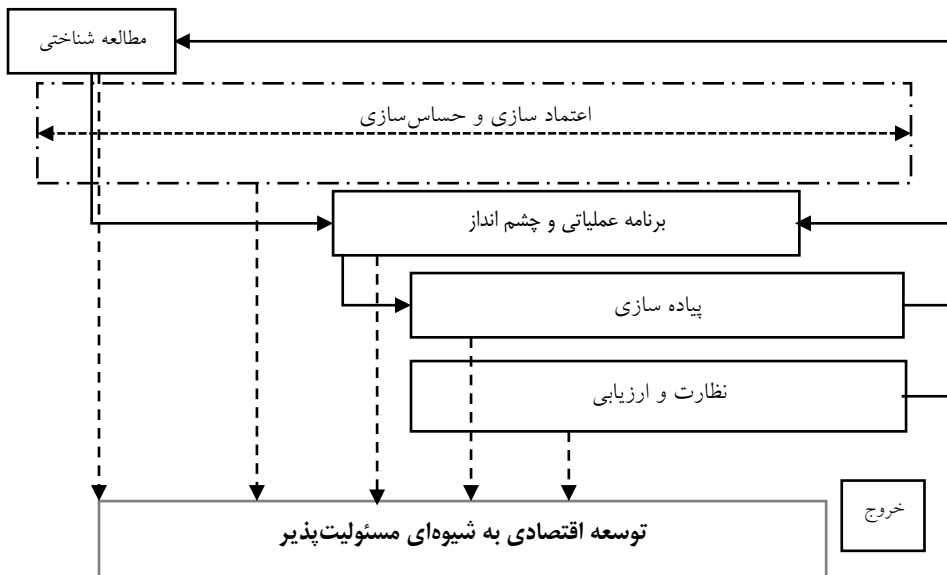 مطالعه شناختی
اعتماد سازی و حساس‌سازی
برنامه عملیاتی و چشم انداز
پیاده سازی
نظارت و ارزیابی
خروج
توسعه اقتصادی به شیوه‌ای مسئولیت‌پذیر